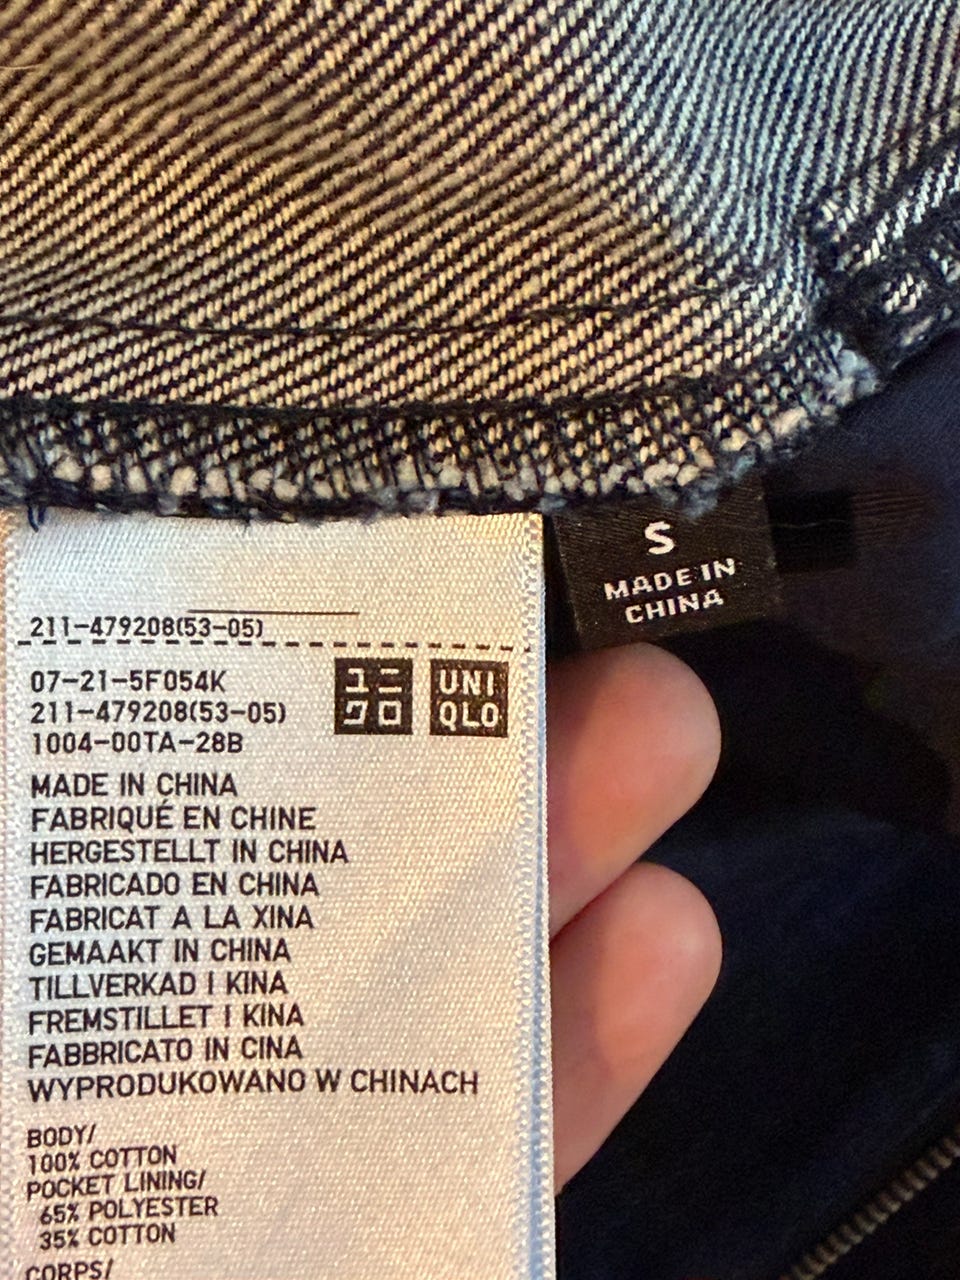 S
MADE IN
CHINA
211-479208(53-05)
07-21-5F054K
211-479208(53-05)
1004-00TA-28B
ユニ
クロ
UNI
QLO
MADE IN CHINA
FABRIQUÉ EN CHINE
HERGESTELLT IN CHINA
FABRICADO EN CHINA
FABRICAT A LA XINA
GEMAAKT IN CHINA
TILLVERKAD I KINA
FREMSTILLET I KINA
FABBRICATO IN CINA
WYPRODUKOWANO W CHINACH
BODY/
100% COTTON
POCKET LINING/
65% POLYESTER
35% COTTON
CORPS/